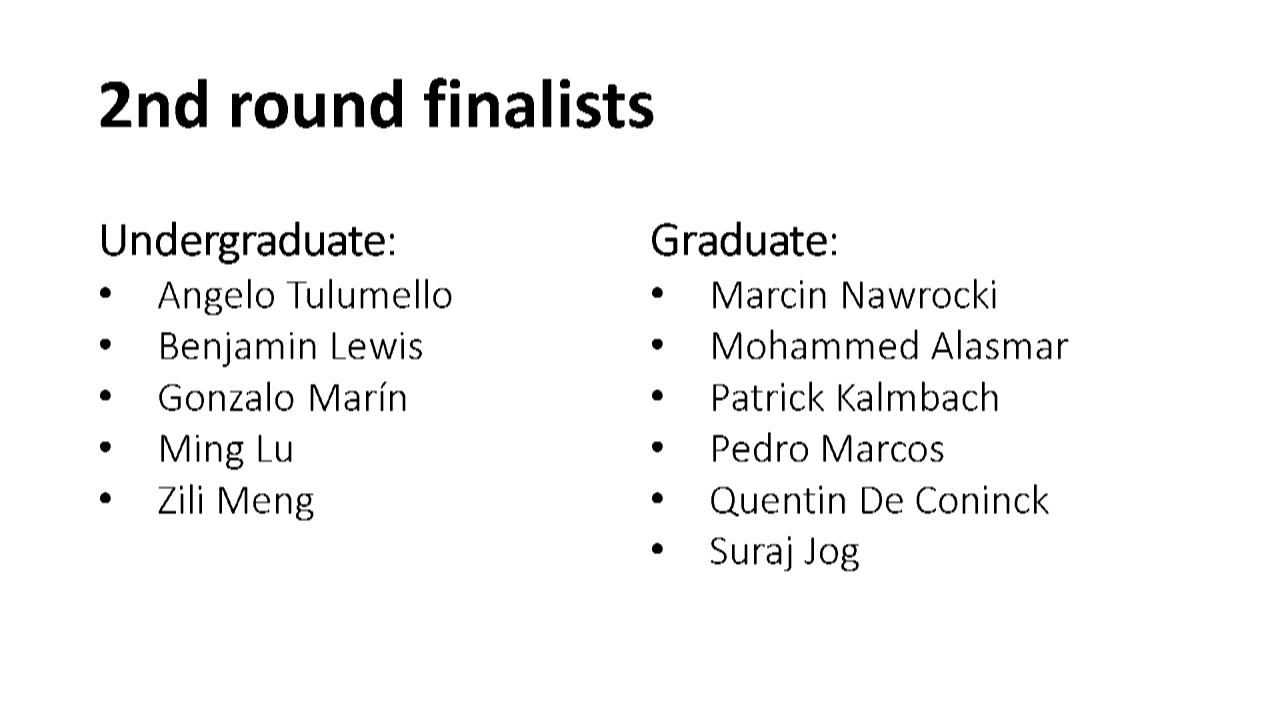 2nd round finalists
Undergraduate:
• Angelo Tulumello
• Benjamin Lewis
• Gonzalo Marín
• Ming Lu
• Zili Meng
Graduate:
• Marcin Nawrocki
• Mohammed Alasmar
• Patrick Kalmbach
• Pedro Marcos
• Quentin De Coninck
• Suraj Jog